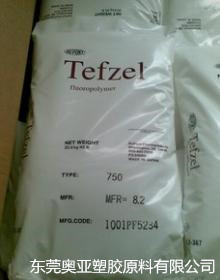 DUPONT
Tefzel
fluoropolymer
NET WEIGHT
TYPE: 750
MFR: MFR= 8.2
MFG.CODE: 1001PF5234
东莞奥亚塑胶原料有限公司